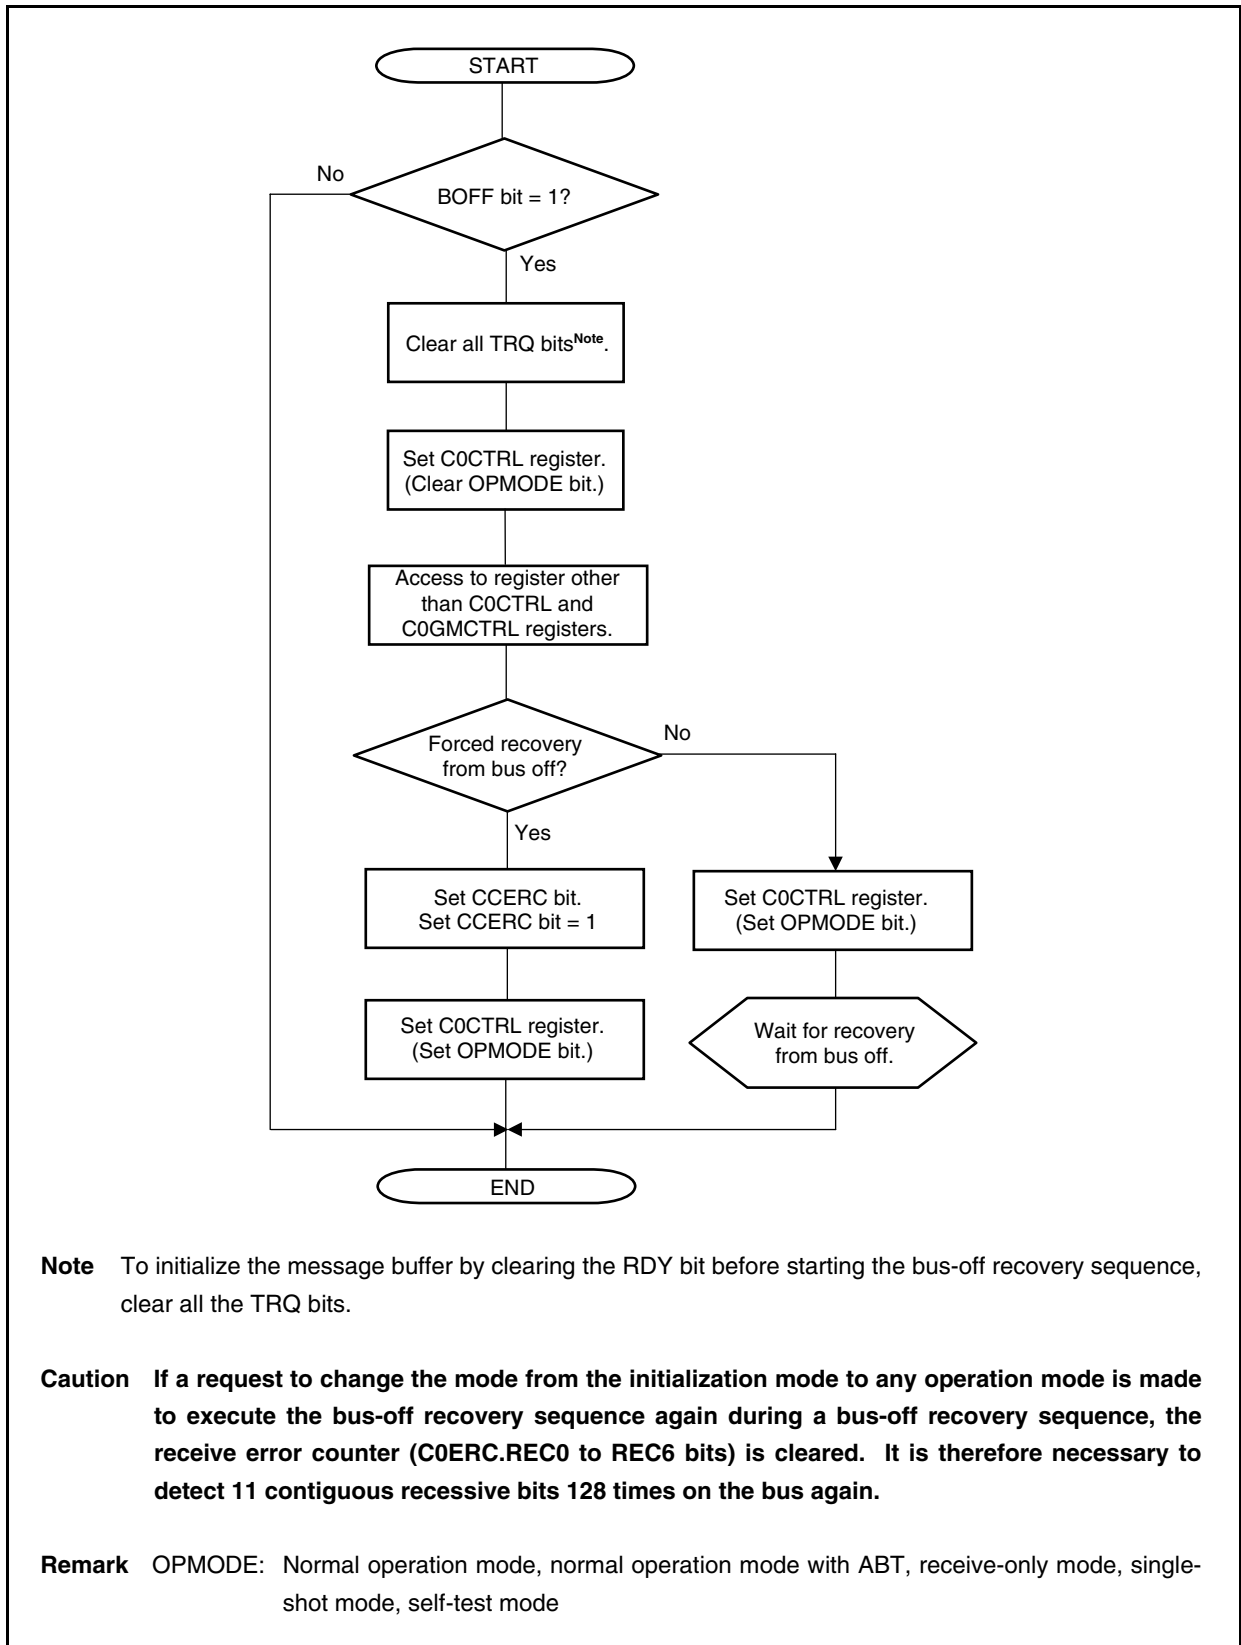 START
No
BOFF bit = 1?
Yes
Clear all TRQ bitsNote.
Set C0CTRL register.
(Clear OPMODE bit.)
Access to register other
than C0CTRL and
C0GMCTRL registers.
Forced recovery
from bus off?
No
Yes
Set CCERC bit.
Set CCERC bit = 1
Set C0CTRL register.
(Set OPMODE bit.)
Set C0CTRL register.
(Set OPMODE bit.)
Wait for recovery
from bus off.
END
Note To initialize the message buffer by clearing the RDY bit before starting the bus-off recovery sequence,
clear all the TRQ bits.
Caution If a request to change the mode from the initialization mode to any operation mode is made
to execute the bus-off recovery sequence again during a bus-off recovery sequence, the
receive error counter (C0ERC.REC0 to REC6 bits) is cleared. It is therefore necessary to
detect 11 contiguous recessive bits 128 times on the bus again.
Remark OPMODE: Normal operation mode, normal operation mode with ABT, receive-only mode, single-
shot mode, self-test mode